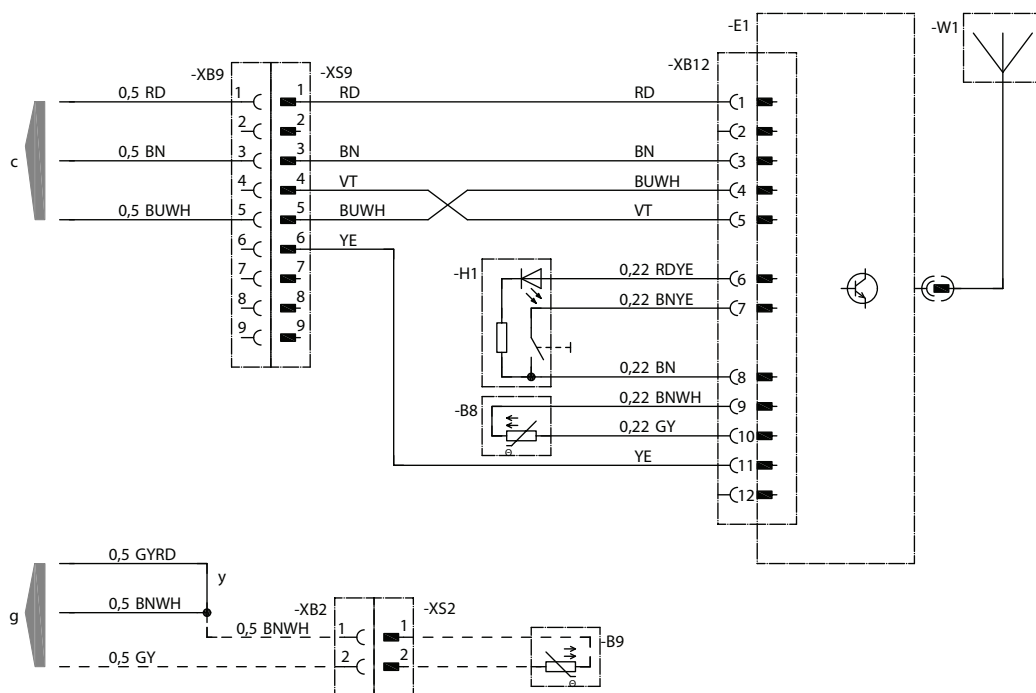 -E1
-W1
-XB9 -XS9 -XB12
0,5 RD 1 1 RD RD 1
2 2 2
c 0,5 BN 3 3 BN BN 3
4 4 VT BUWH 4
0,5 BUWH 5 5 BUWH VT 5
6 6 YE
-H1 0,22 RDYE 6
7 7
0,22 BNYE 7
8 8
9 9
0,22 BN 8
0,22 BNWH 9
-B8 0,22 GY 10
YE 11
12
0,5 GYRD
y
g 0,5 BNWH
-XB2 -XS2
0,5 BNWH 1 1
-B9
0,5 GY 2 2